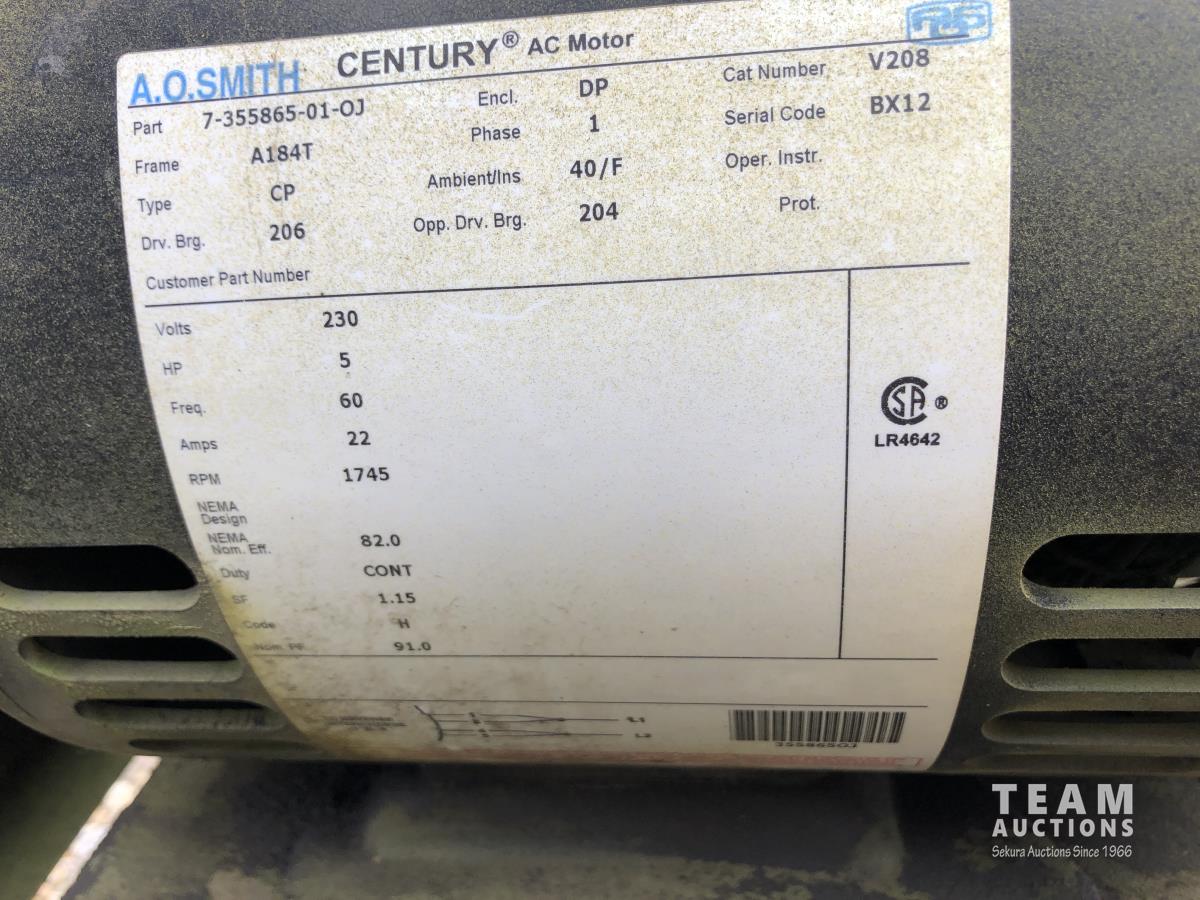 A.O.SMITH CENTURY® AC Motor
Part 7-355865-01-OJ Encl. DP Cat Number V208
Frame A184T Phase 1 Serial Code BX12
Type CP Ambient/Ins 40/F Oper. Instr.
Drv. Brg. 206 Opp. Drv. Brg. 204 Prot.
Customer Part Number
Volts 230
HP 5
Freq. 60
Amps 22
RPM 1745
NEMA
Design
NEMA
Nom. Eff. 82.0
Duty CONT
SF 1.15
Code H
Nom. PF 91.0
CSA ®
LR4642
L1
L2
355865OJ
TEAM
AUCTIONS
Sekura Auctions Since 1966